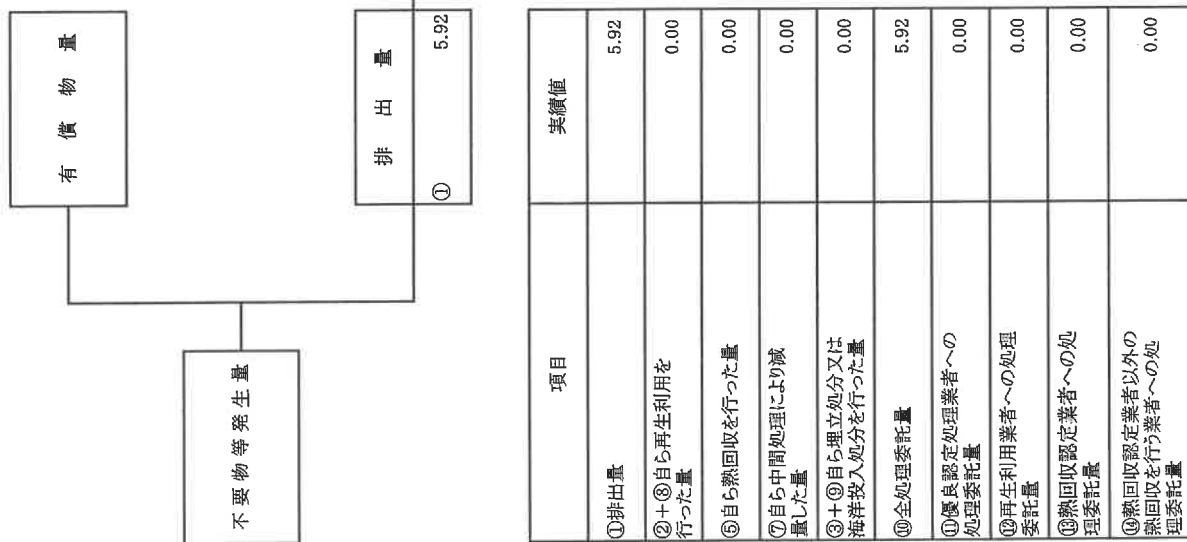 不要物等発生量
有償物量
排出量
① 5.92
項目 実績値
①排出量 5.92
②+⑧自ら再生利用を
行った量 0.00
⑤自ら熱回収を行った量 0.00
⑦自ら中間処理により減
量した量 0.00
③+⑨自ら埋立処分又は
海洋投入処分を行った量 0.00
⑩全処理委託量 5.92
⑪優良認定処理業者への
処理委託量 0.00
⑫再生利用業者への処理
委託量 0.00
⑬熱回収認定業者への処
理委託量 0.00
⑭熱回収認定業者以外の
熱回収を行う業者への処
理委託量 0.00